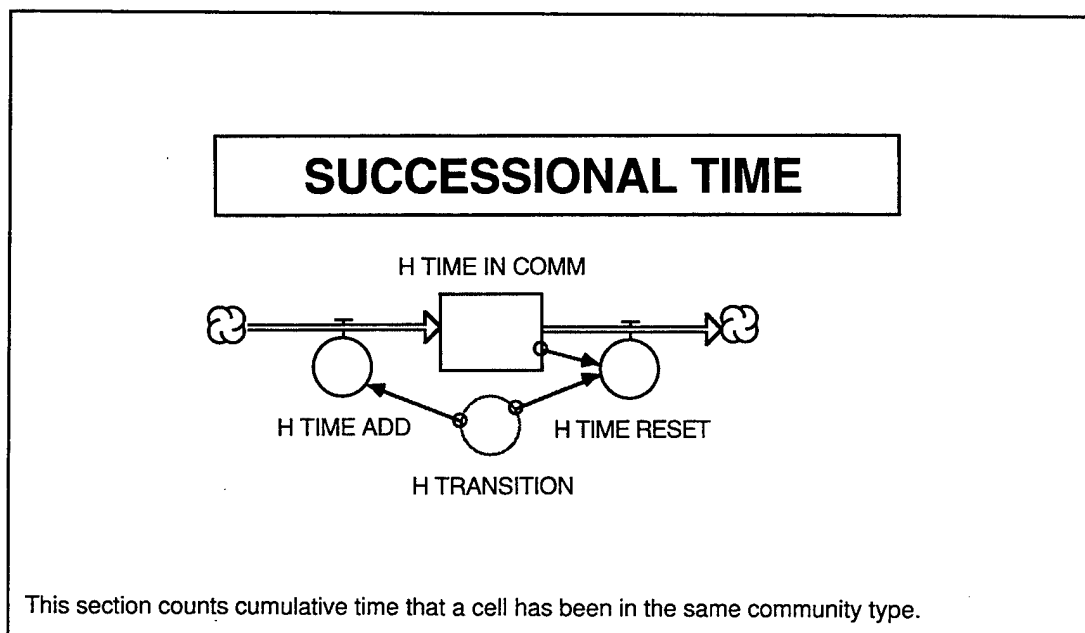 SUCCESSIONAL TIME
H TIME IN COMM
H TIME ADD
H TIME RESET
H TRANSITION
This section counts cumulative time that a cell has been in the same community type.